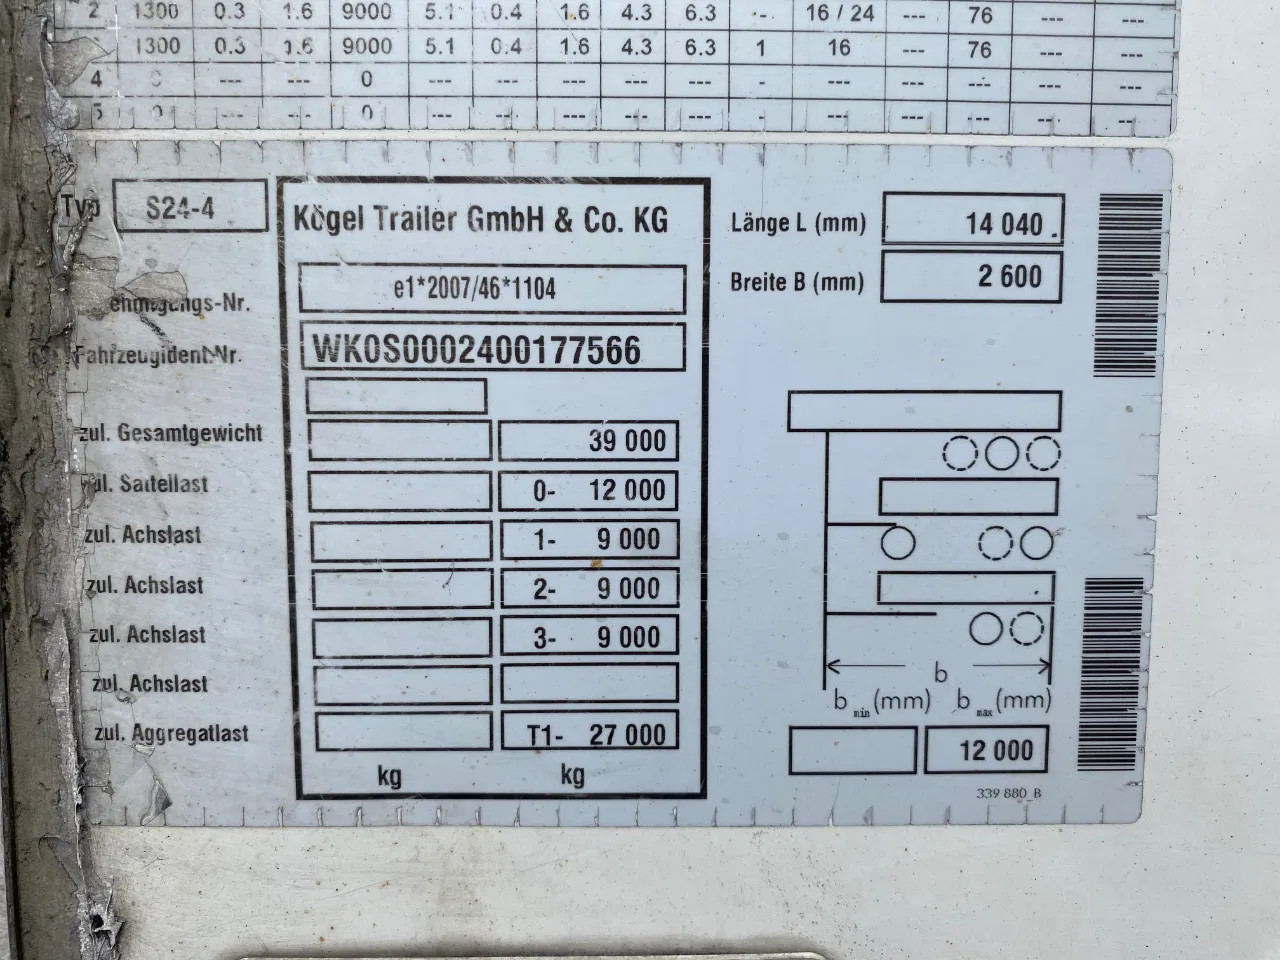 2 1300 0.3 1.6 9000 5.1 0.4 1.6 4.3 6.3 -- 16 / 24 --- 76 --- ---
1300 0.3 1.6 9000 5.1 0.4 1.6 4.3 6.3 1 16 --- 76 --- ---
4 --- --- 0 --- --- --- --- --- - --- --- --- --- ---
5 --- --- --- --- --- --- --- - --- --- --- --- --
Typ S24-4
Kögel Trailer GmbH & Co. KG
Länge L (mm) 14 040
Breite B (mm) 2 600
ehmigungs-Nr. e1*2007/46*1104
Fahrzeugident.Nr. WK0S0002400177566
zul. Gesamtgewicht 39 000
zul. Sattellast 0- 12 000
zul. Achslast 1- 9 000
zul. Achslast 2- 9 000
zul. Achslast 3- 9 000
zul. Achslast
zul. Aggregatlast T1- 27 000
kg kg
b
b min (mm) b max (mm)
12 000
339 880_B